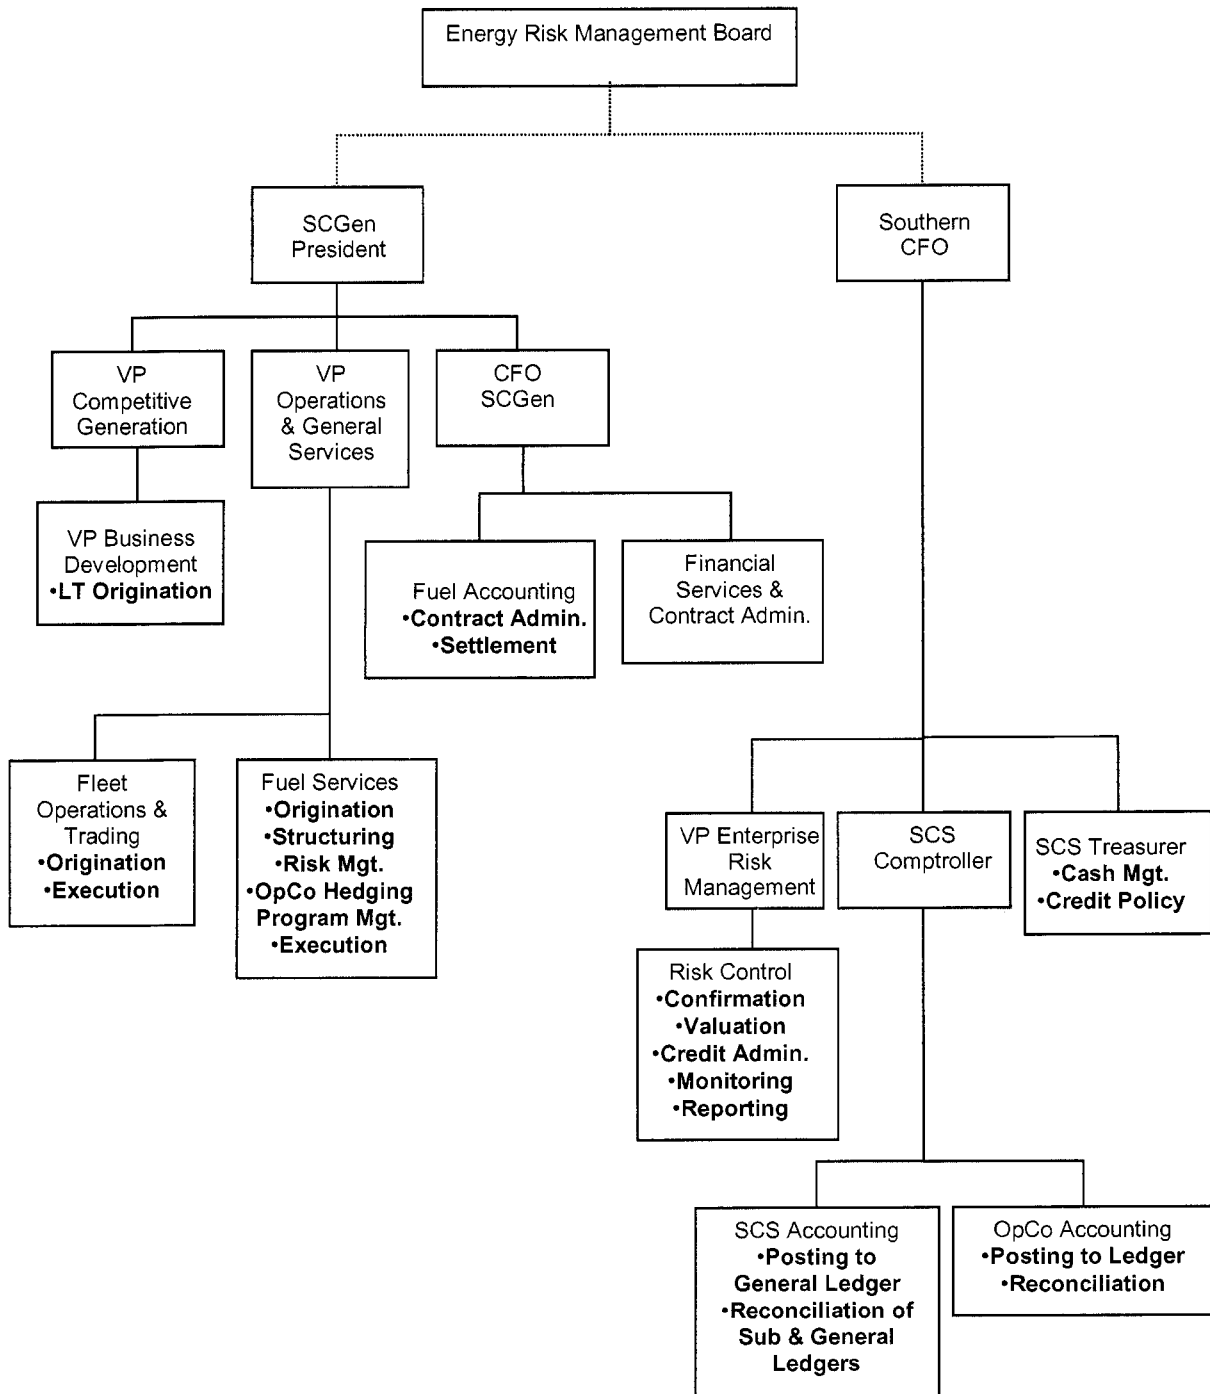 Energy Risk Management Board
SCGen
President
Southern
CFO
VP
Competitive
Generation
VP
Operations
& General
Services
CFO
SCGen
VP Business
Development
•LT Origination
Fuel Accounting
•Contract Admin.
•Settlement
Financial
Services &
Contract Admin.
Fleet
Operations &
Trading
•Origination
•Execution
Fuel Services
•Origination
•Structuring
•Risk Mgt.
•OpCo Hedging
Program Mgt.
•Execution
VP Enterprise
Risk
Management
SCS
Comptroller
SCS Treasurer
•Cash Mgt.
•Credit Policy
Risk Control
•Confirmation
•Valuation
•Credit Admin.
•Monitoring
•Reporting
SCS Accounting
•Posting to
General Ledger
•Reconciliation of
Sub & General
Ledgers
OpCo Accounting
•Posting to Ledger
•Reconciliation